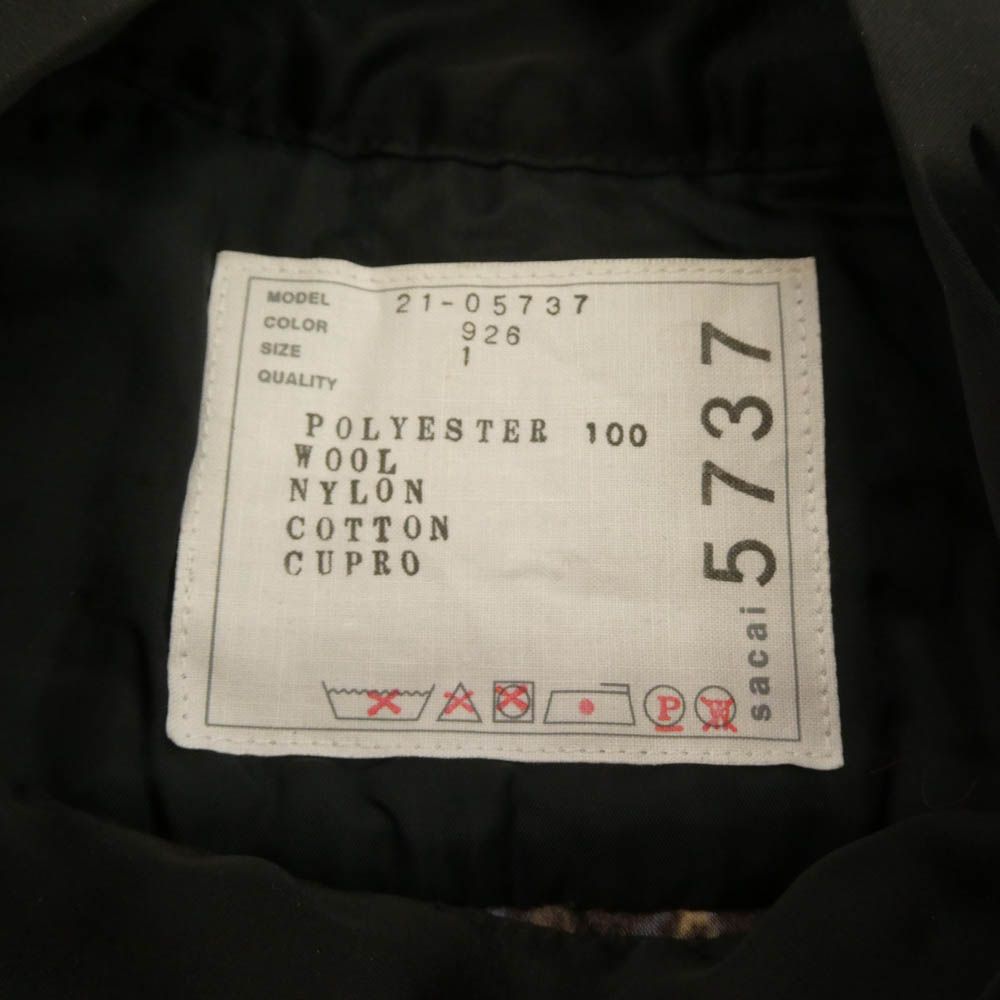 MODEL 21-05737
COLOR 926
SIZE 1
QUALITY
POLYESTER 100
WOOL
NYLON
COTTON
CUPRO
P
W
sacai 5737